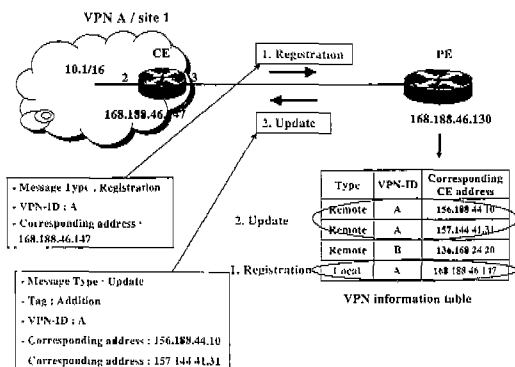 VPN A / site 1
CE
PE
1. Registration
10.1/16
2
3
168.188.46.147
168.188.46.130
2. Update
- Message Type : Registration
- VPN-ID : A
- Corresponding address :
168.188.46.147
Type VPN-ID Corresponding CE address
Remote A 156.188.44.10
Remote A 157.144.41.31
Remote B 136.168.24.20
Local A 168.188.46.147
2. Update
1. Registration
VPN information table
- Message Type : Update
- Tag : Addition
- VPN-ID : A
- Corresponding address : 156.188.44.10
Corresponding address : 157.144.41.31